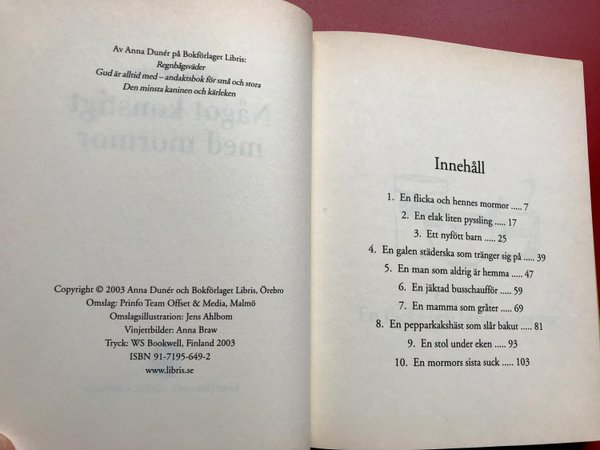 Av Anna Dunér på Bokförlaget Libris:
Regnbågsväder
Gud är alltid med – andaktsbok för små och stora
Den minsta kaninen och kärleken
Något konstigt
med mormor
Copyright © 2003 Anna Dunér och Bokförlaget Libris, Örebro
Omslag: Prinfo Team Offset & Media, Malmö
Omslagsillustration: Jens Ahlbom
Vinjettbilder: Anna Braw
Tryck: WS Bookwell, Finland 2003
ISBN 91-7195-649-2
www.libris.se
Innehåll
1. En flicka och hennes mormor ..... 7
2. En elak liten pyssling ..... 17
3. Ett nyfött barn ..... 25
4. En galen städerska som tränger sig på ..... 39
5. En man som aldrig är hemma ..... 47
6. En jäktad busschaufför ..... 59
7. En mamma som gråter ..... 69
8. En pepparkakshäst som slår bakut ..... 81
9. En stol under eken ..... 93
10. En mormors sista suck ..... 103